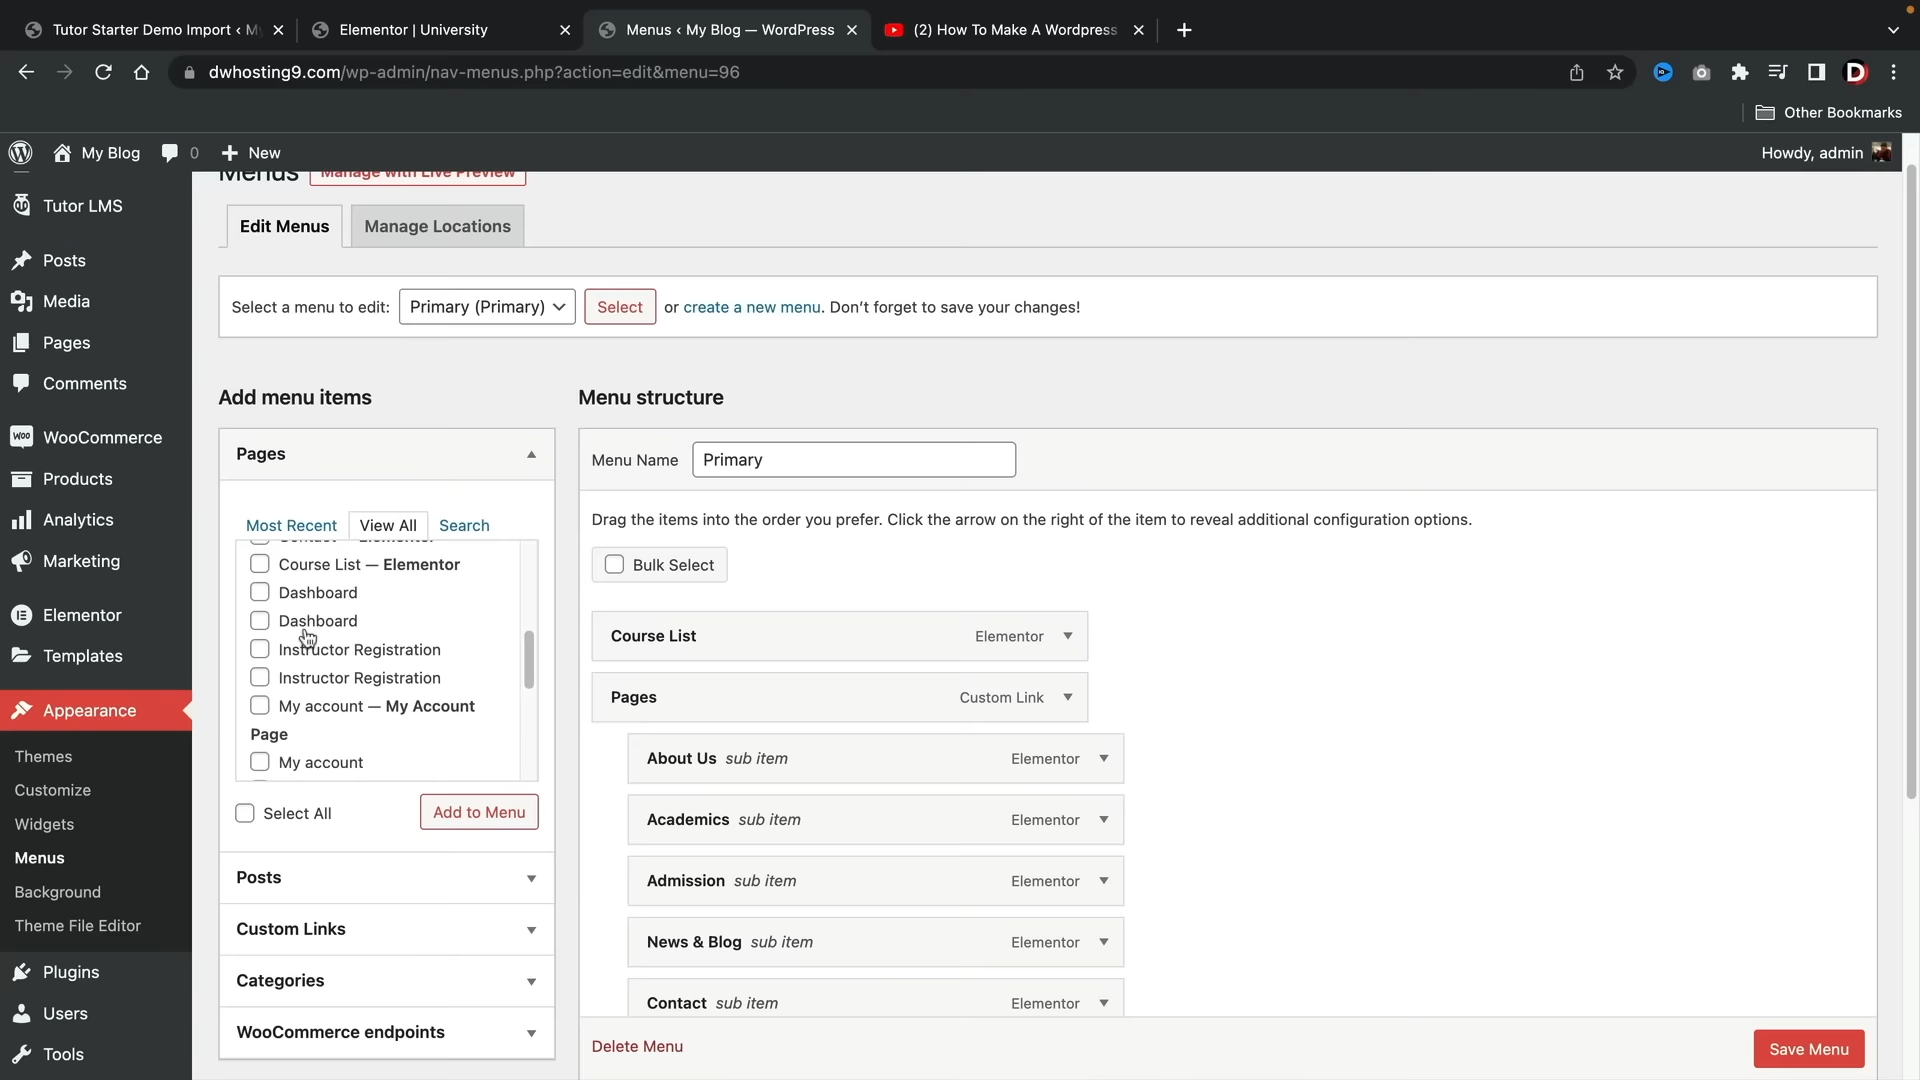 Tutor Starter Demo Import ‹ M
Elementor | University
Menus ‹ My Blog — WordPress
(2) How To Make A Wordpress
dwhosting9.com/wp-admin/nav-menus.php?action=edit&menu=96
Other Bookmarks
My Blog
0
New
Howdy, admin
Menus
Manage with Live Preview
Tutor LMS
Posts
Media
Pages
Comments
WooCommerce
Products
Analytics
Marketing
Elementor
Templates
Appearance
Themes
Customize
Widgets
Menus
Background
Theme File Editor
Plugins
Users
Tools
Edit Menus
Manage Locations
Select a menu to edit: Primary (Primary) Select or create a new menu. Don’t forget to save your changes!
Add menu items
Pages
Most Recent
View All
Search
Contact — Elementor
Course List — Elementor
Dashboard
Dashboard
Instructor Registration
Instructor Registration
My account — My Account
Page
My account
Select All
Add to Menu
Posts
Custom Links
Categories
WooCommerce endpoints
Menu structure
Menu Name Primary
Drag the items into the order you prefer. Click the arrow on the right of the item to reveal additional configuration options.
Bulk Select
Course List Elementor
Pages Custom Link
About Us sub item Elementor
Academics sub item Elementor
Admission sub item Elementor
News & Blog sub item Elementor
Contact sub item Elementor
Delete Menu
Save Menu